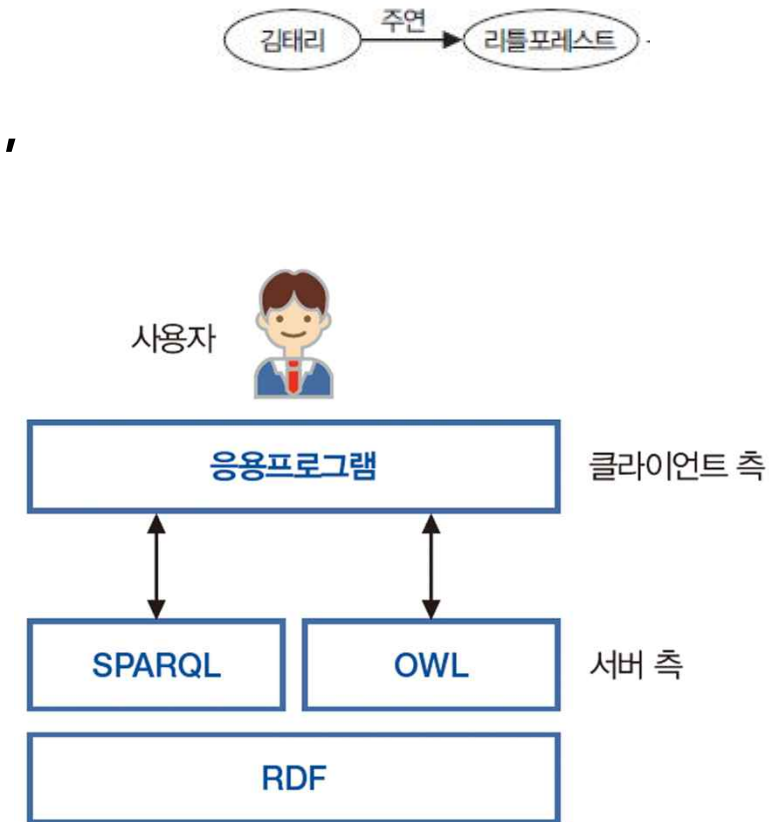 김태리 주연 리틀포레스트
,
사용자
응용프로그램 클라이언트 측
SPARQL OWL 서버 측
RDF